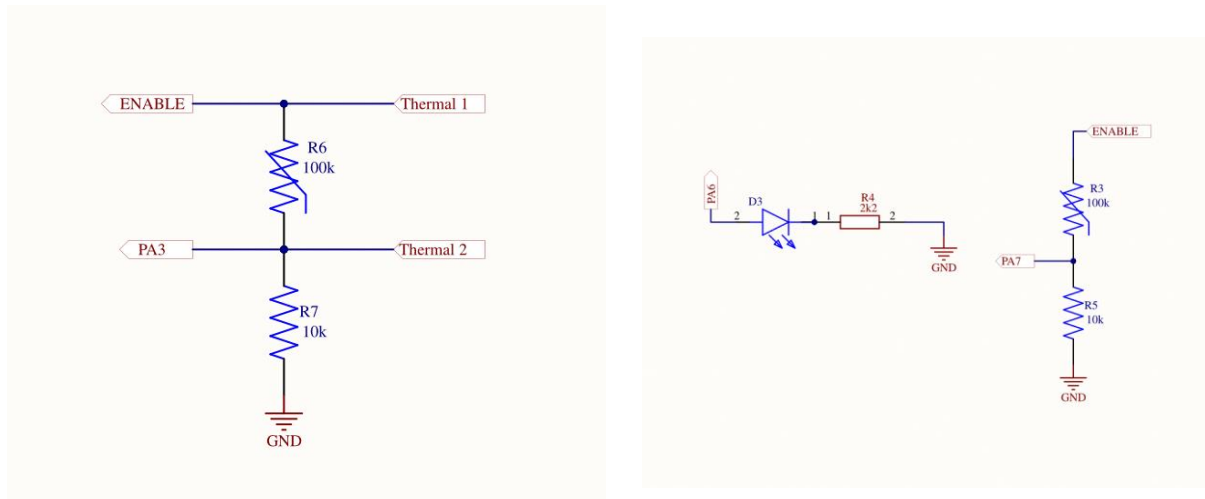 ENABLE
Thermal 1
R6
100k
PA3
Thermal 2
R7
10k
GND
PA6
D3
2
1
1
R4
2k2
2
GND
ENABLE
R3
100k
PA7
R5
10k
GND